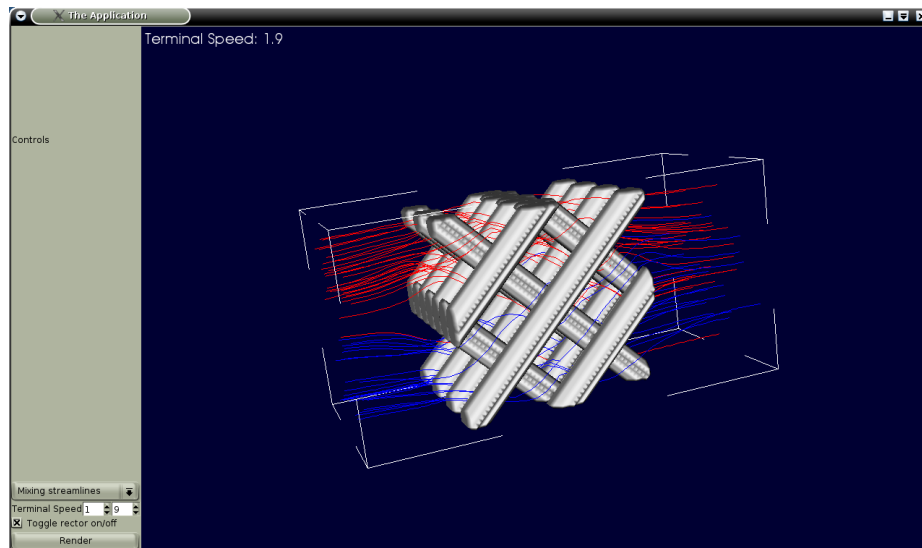 The Application
Terminal Speed: 1.9
Controls
Mixing streamlines
Terminal Speed 1 9
Toggle rector on/off
Render